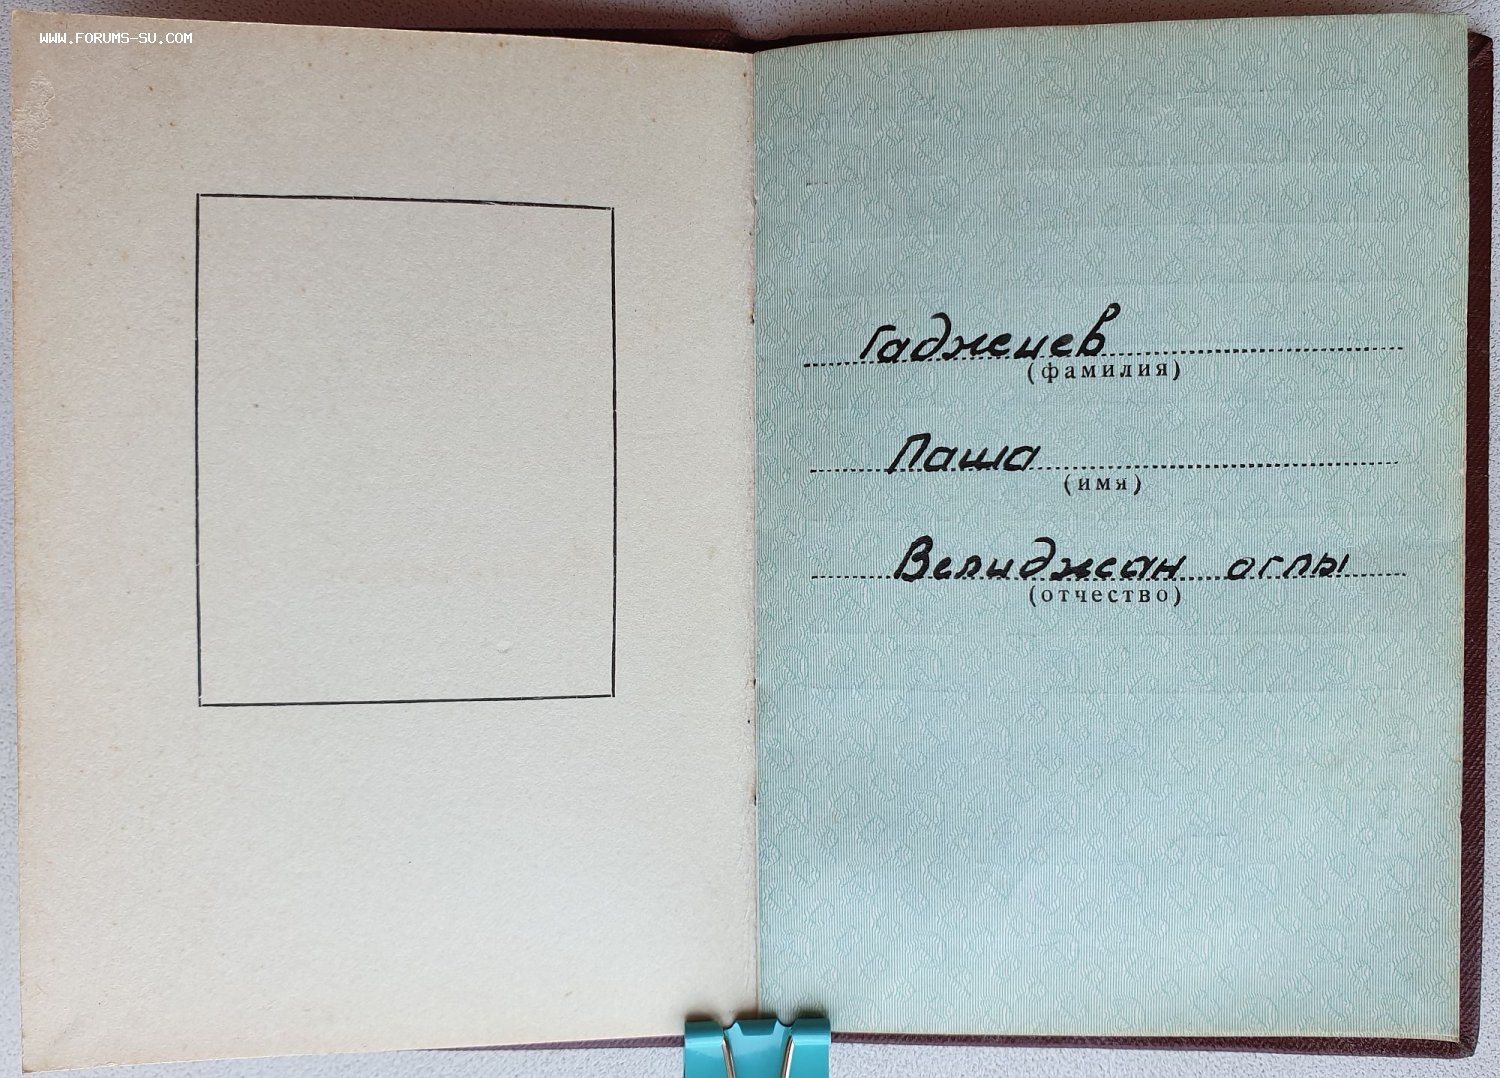 WWW.FORUMS-SU.COM
Гаджиев
(фамилия)
Паша
(имя)
Велиджан оглы
(отчество)